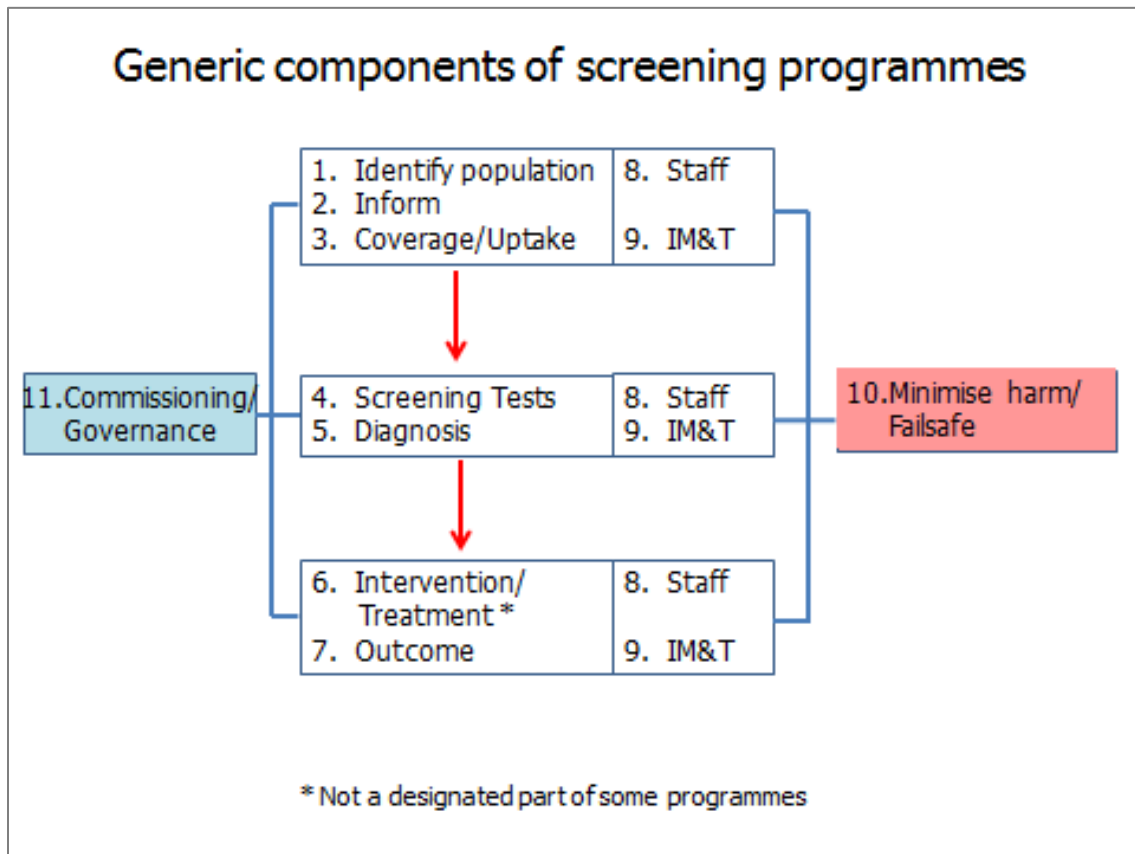 Generic components of screening programmes
1. Identify population
2. Inform
3. Coverage/Uptake
8. Staff
9. IM&T
11.Commissioning/
Governance
4. Screening Tests
5. Diagnosis
8. Staff
9. IM&T
10.Minimise harm/
Failsafe
6. Intervention/
Treatment *
7. Outcome
8. Staff
9. IM&T
* Not a designated part of some programmes